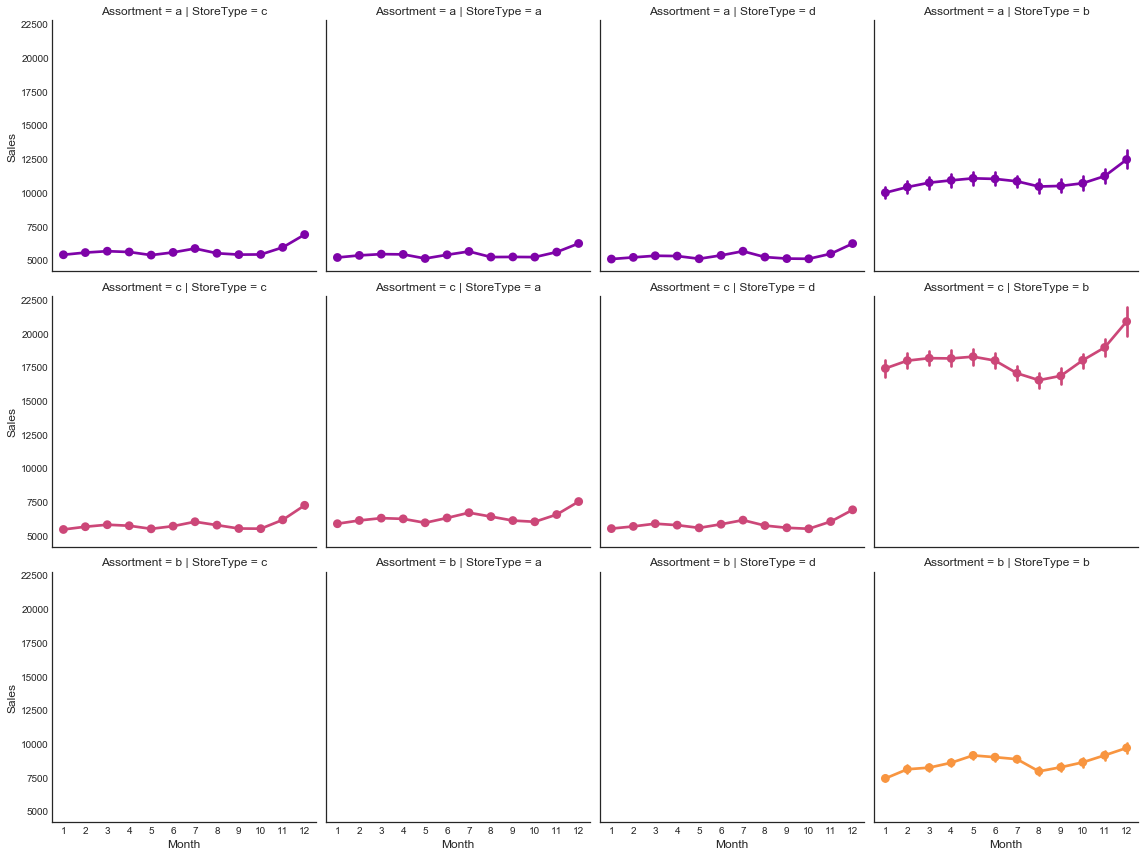 Assortment = a | StoreType = c
Assortment = a | StoreType = a
Assortment = a | StoreType = d
Assortment = a | StoreType = b
22500
20000
17500
15000
12500
10000
7500
5000
Sales
Assortment = c | StoreType = c
Assortment = c | StoreType = a
Assortment = c | StoreType = d
Assortment = c | StoreType = b
22500
20000
17500
15000
12500
10000
7500
5000
Sales
Assortment = b | StoreType = c
Assortment = b | StoreType = a
Assortment = b | StoreType = d
Assortment = b | StoreType = b
22500
20000
17500
15000
12500
10000
7500
5000
Sales
1 2 3 4 5 6 7 8 9 10 11 12
1 2 3 4 5 6 7 8 9 10 11 12
1 2 3 4 5 6 7 8 9 10 11 12
1 2 3 4 5 6 7 8 9 10 11 12
Month
Month
Month
Month